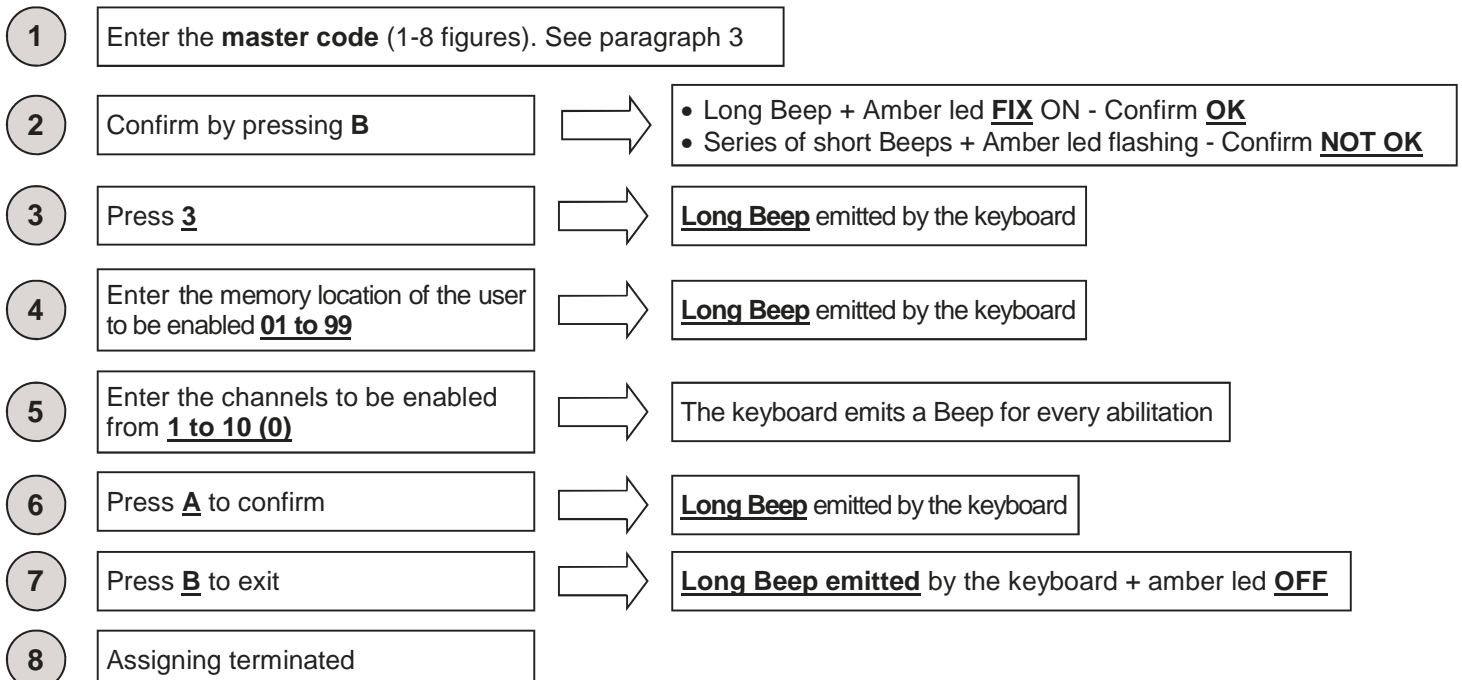 1
Enter the master code (1-8 figures). See paragraph 3
2
Confirm by pressing B
• Long Beep + Amber led FIX ON - Confirm OK
• Series of short Beeps + Amber led flashing - Confirm NOT OK
3
Press 3
Long Beep emitted by the keyboard
4
Enter the memory location of the user
to be enabled 01 to 99
Long Beep emitted by the keyboard
5
Enter the channels to be enabled
from 1 to 10 (0)
The keyboard emits a Beep for every abilitation
6
Press A to confirm
Long Beep emitted by the keyboard
7
Press B to exit
Long Beep emitted by the keyboard + amber led OFF
8
Assigning terminated